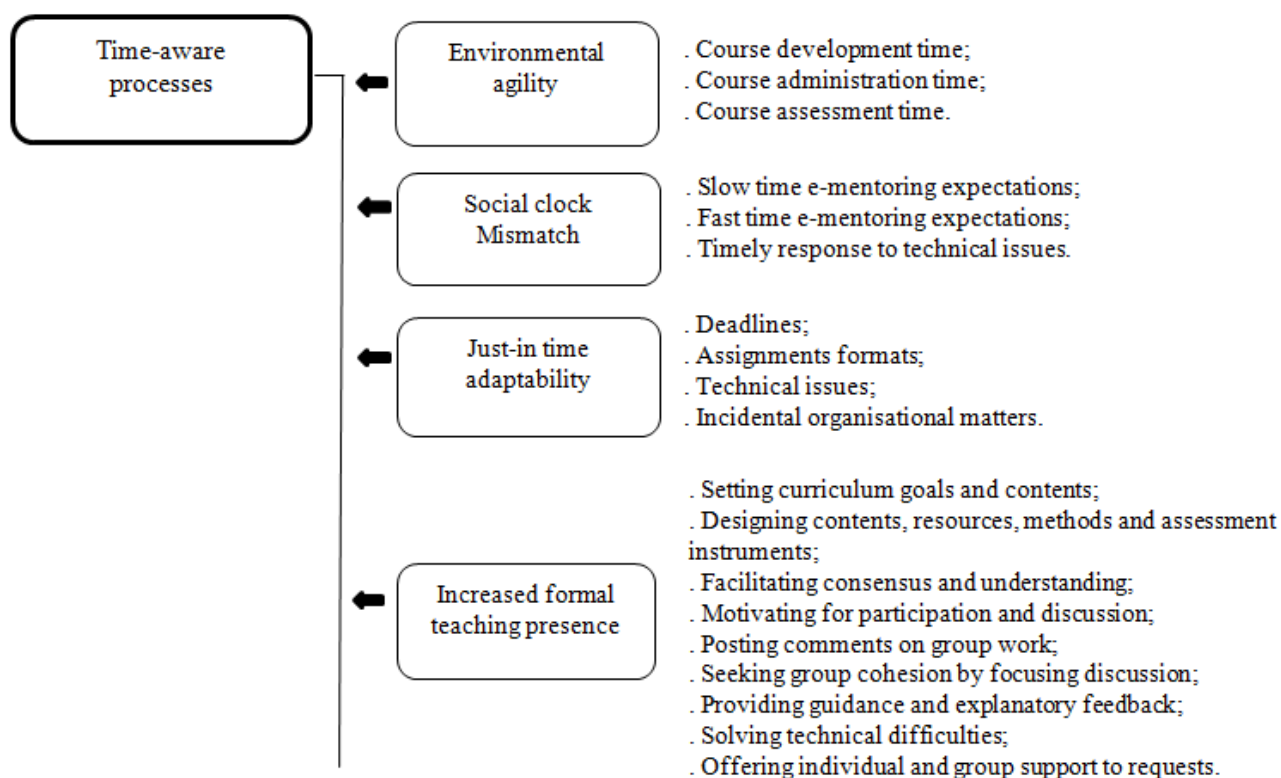 Time-aware
processes
Environmental
agility
. Course development time;
. Course administration time;
. Course assessment time.
Social clock
Mismatch
. Slow time e-mentoring expectations;
. Fast time e-mentoring expectations;
. Timely response to technical issues.
Just-in time
adaptability
. Deadlines;
. Assignments formats;
. Technical issues;
. Incidental organisational matters.
Increased formal
teaching presence
. Setting curriculum goals and contents;
. Designing contents, resources, methods and assessment
instruments;
. Facilitating consensus and understanding;
. Motivating for participation and discussion;
. Posting comments on group work;
. Seeking group cohesion by focusing discussion;
. Providing guidance and explanatory feedback;
. Solving technical difficulties;
. Offering individual and group support to requests.